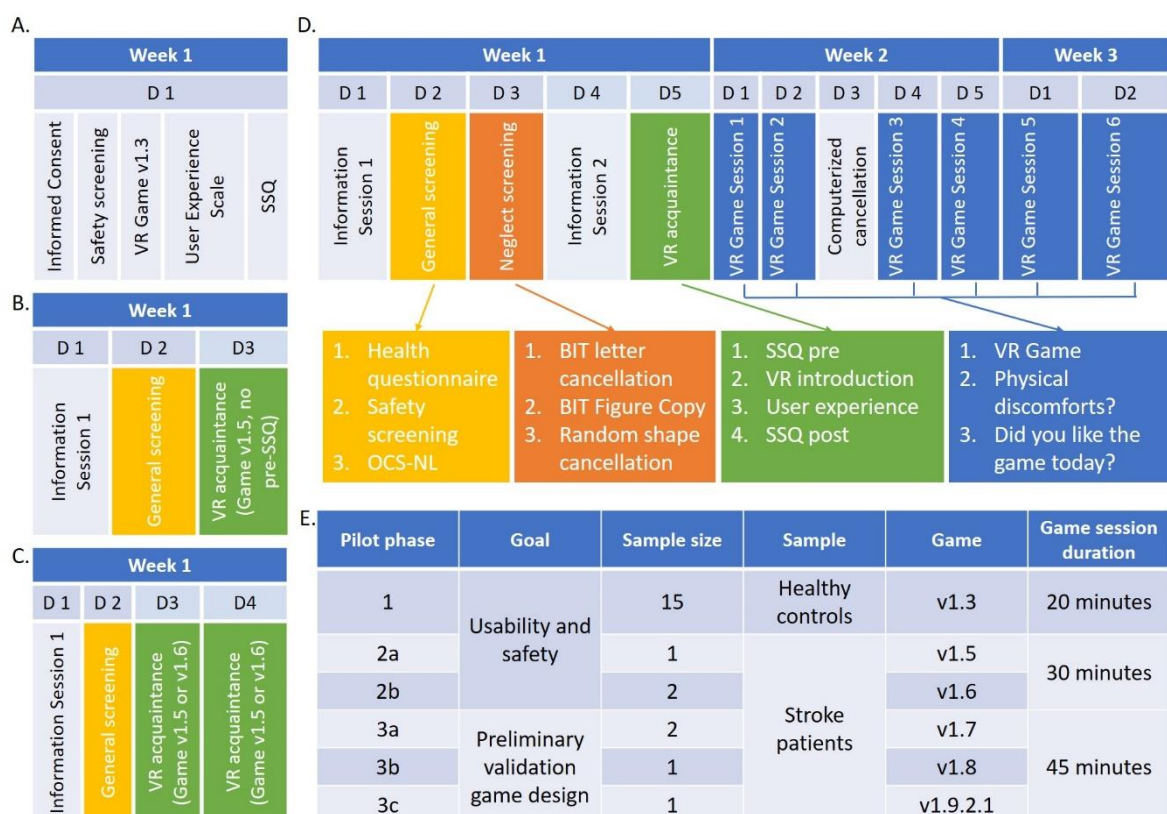 A.
Week 1
D 1
Informed Consent
Safety screening
VR Game v1.3
User Experience
Scale
SSQ
B.
Week 1
D 1
D 2
D3
Information
Session 1
General screening
VR acquaintance
(Game v1.5, no
pre-SSQ)
C.
Week 1
D 1
D 2
D3
D4
Information Session 1
General screening
VR acquaintance
(Game v1.5 or v1.6)
VR acquaintance
(Game v1.5 or v1.6)
D.
Week 1
Week 2
Week 3
D 1
D 2
D 3
D 4
D5
D 1
D 2
D 3
D 4
D 5
D1
D2
Information
Session 1
General screening
Neglect screening
Information
Session 2
VR acquaintance
VR Game Session 1
VR Game Session 2
Computerized
cancellation
VR Game Session 3
VR Game Session 4
VR Game Session 5
VR Game Session 6
1. Health
questionnaire
2. Safety
screening
3. OCS-NL
1. BIT letter
cancellation
2. BIT Figure Copy
3. Random shape
cancellation
1. SSQ pre
2. VR introduction
3. User experience
4. SSQ post
1. VR Game
2. Physical
discomforts?
3. Did you like the
game today?
E.
Pilot phase
Goal
Sample size
Sample
Game
Game session
duration
1
Usability and
safety
15
Healthy
controls
v1.3
20 minutes
2a
1
Stroke
patients
v1.5
30 minutes
2b
2
v1.6
3a
Preliminary
validation
game design
2
v1.7
45 minutes
3b
1
v1.8
3c
1
v1.9.2.1